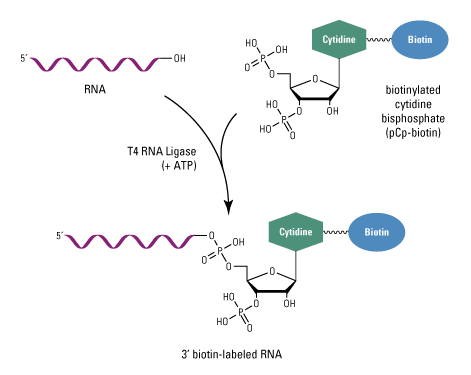 5´
OH
RNA
HO
OH
P
O
O
O
HO
O
HO
P
O
OH
Cytidine
Biotin
biotinylated
cytidine
bisphosphate
(pCp-biotin)
T4 RNA Ligase
(+ ATP)
5´
O
OH
P
O
O
O
HO
O
HO
P
O
OH
Cytidine
Biotin
3´ biotin-labeled RNA